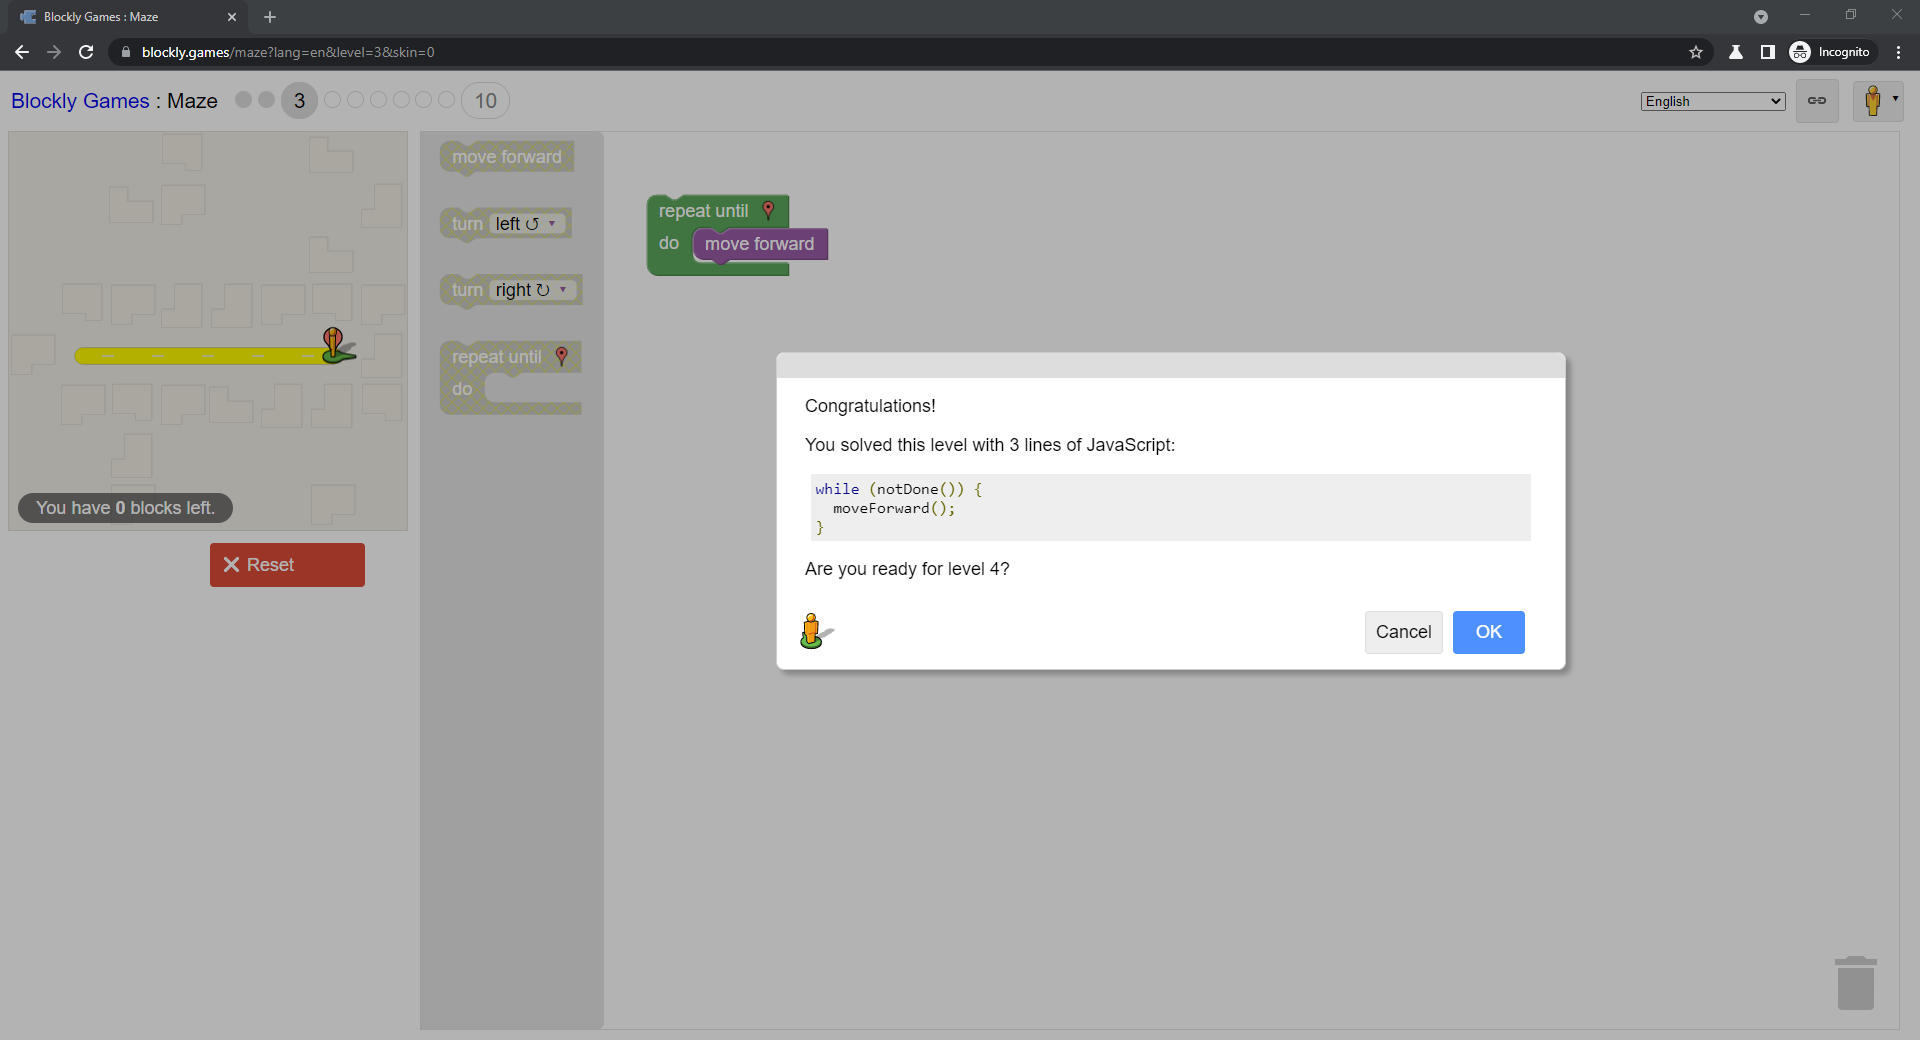 Blockly Games : Maze
blockly.games/maze?lang=en&level=3&skin=0
Incognito
Blockly Games : Maze
3
10
English
move forward
turn left ↺
turn right ↻
repeat until
do
repeat until
do move forward
You have 0 blocks left.
Reset
Congratulations!
You solved this level with 3 lines of JavaScript:
while (notDone()) {
  moveForward();
}
Are you ready for level 4?
Cancel
OK